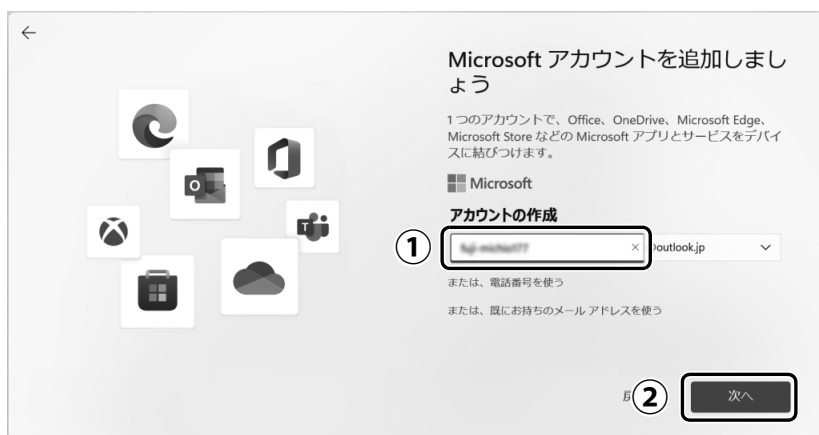 Microsoft アカウントを追加しまし
ょう
1つのアカウントで、Office、OneDrive、Microsoft Edge、
Microsoft Store などの Microsoft アプリとサービスをデバイ
スに結びつけます。
Microsoft
アカウントの作成
① outlook.jp
または、電話番号を使う
または、既にお持ちのメール アドレスを使う
② 次へ